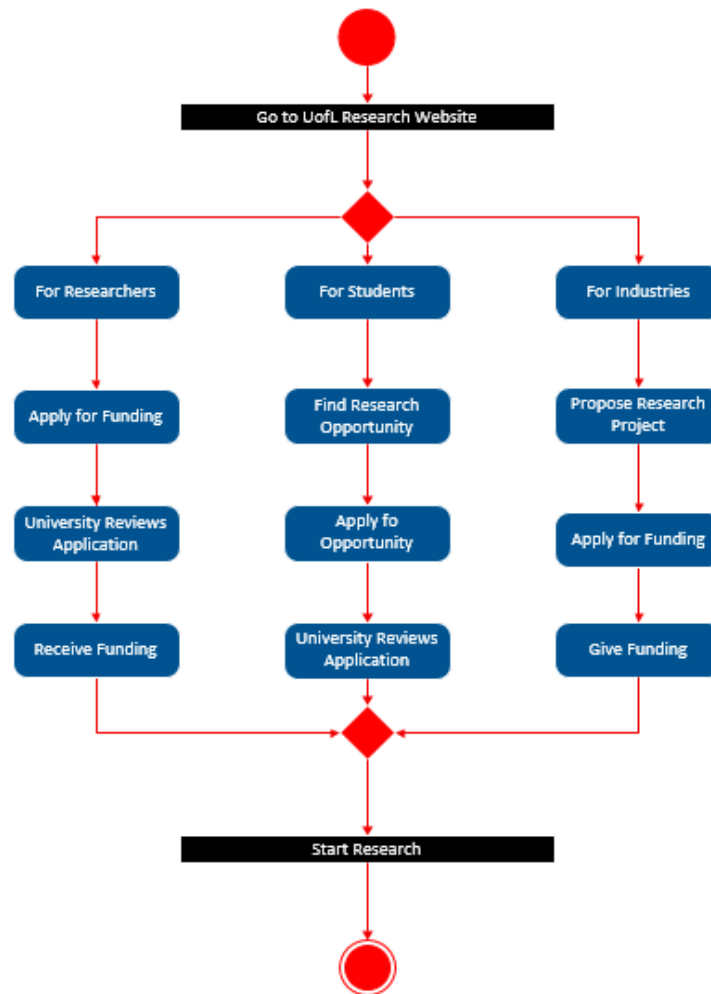 Go to UofL Research Website
For Researchers
For Students
For Industries
Apply for Funding
Find Research
Opportunity
Propose Research
Project
University Reviews
Application
Apply fo
Opportunity
Apply for Funding
Receive Funding
University Reviews
Application
Give Funding
Start Research